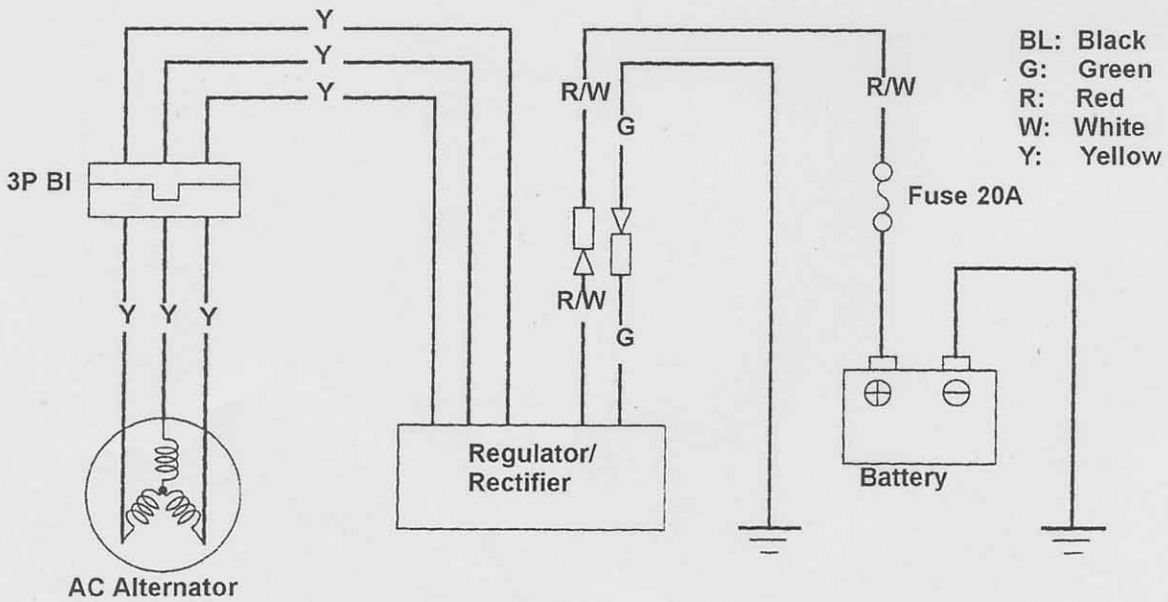 Y
Y
Y
R/W
G
R/W
BL: Black
G: Green
R: Red
W: White
Y: Yellow
3P BI
Fuse 20A
Y Y Y
R/W
G
Regulator/
Rectifier
Battery
AC Alternator